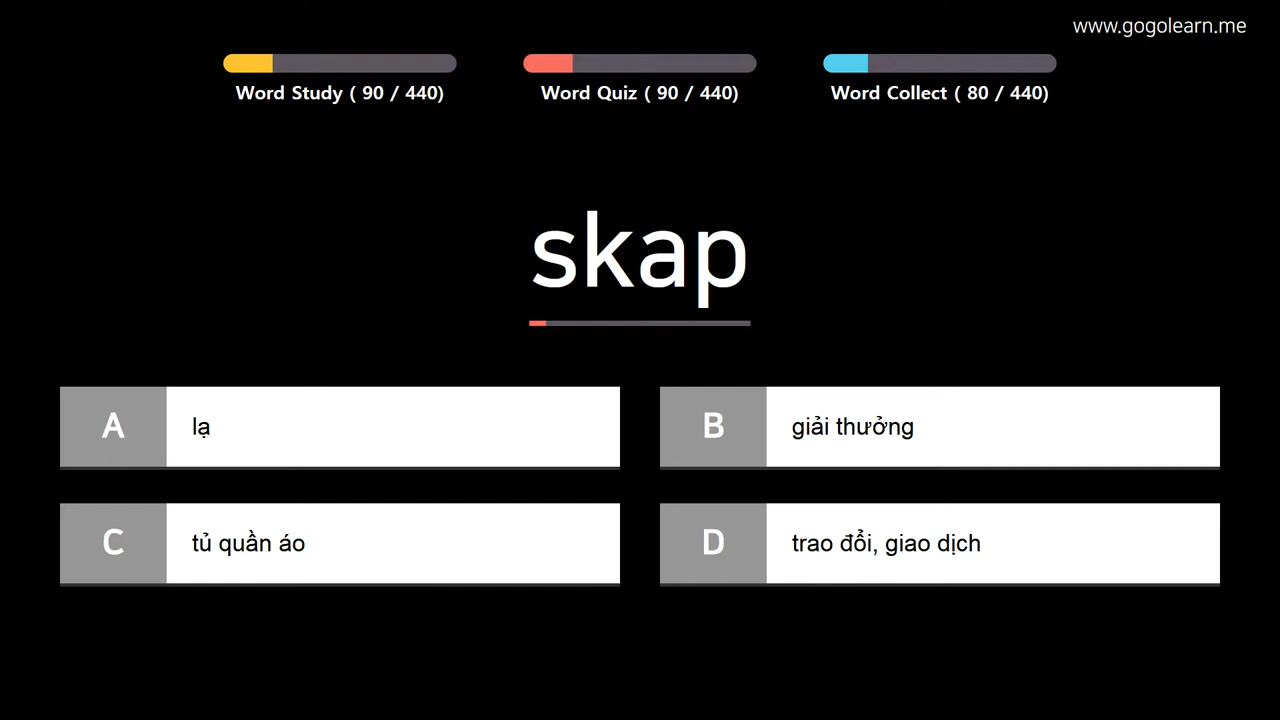 www.gogolearn.me
Word Study ( 90 / 440)
Word Quiz ( 90 / 440)
Word Collect ( 80 / 440)
skap
A lạ
B giải thưởng
C tủ quần áo
D trao đổi, giao dịch